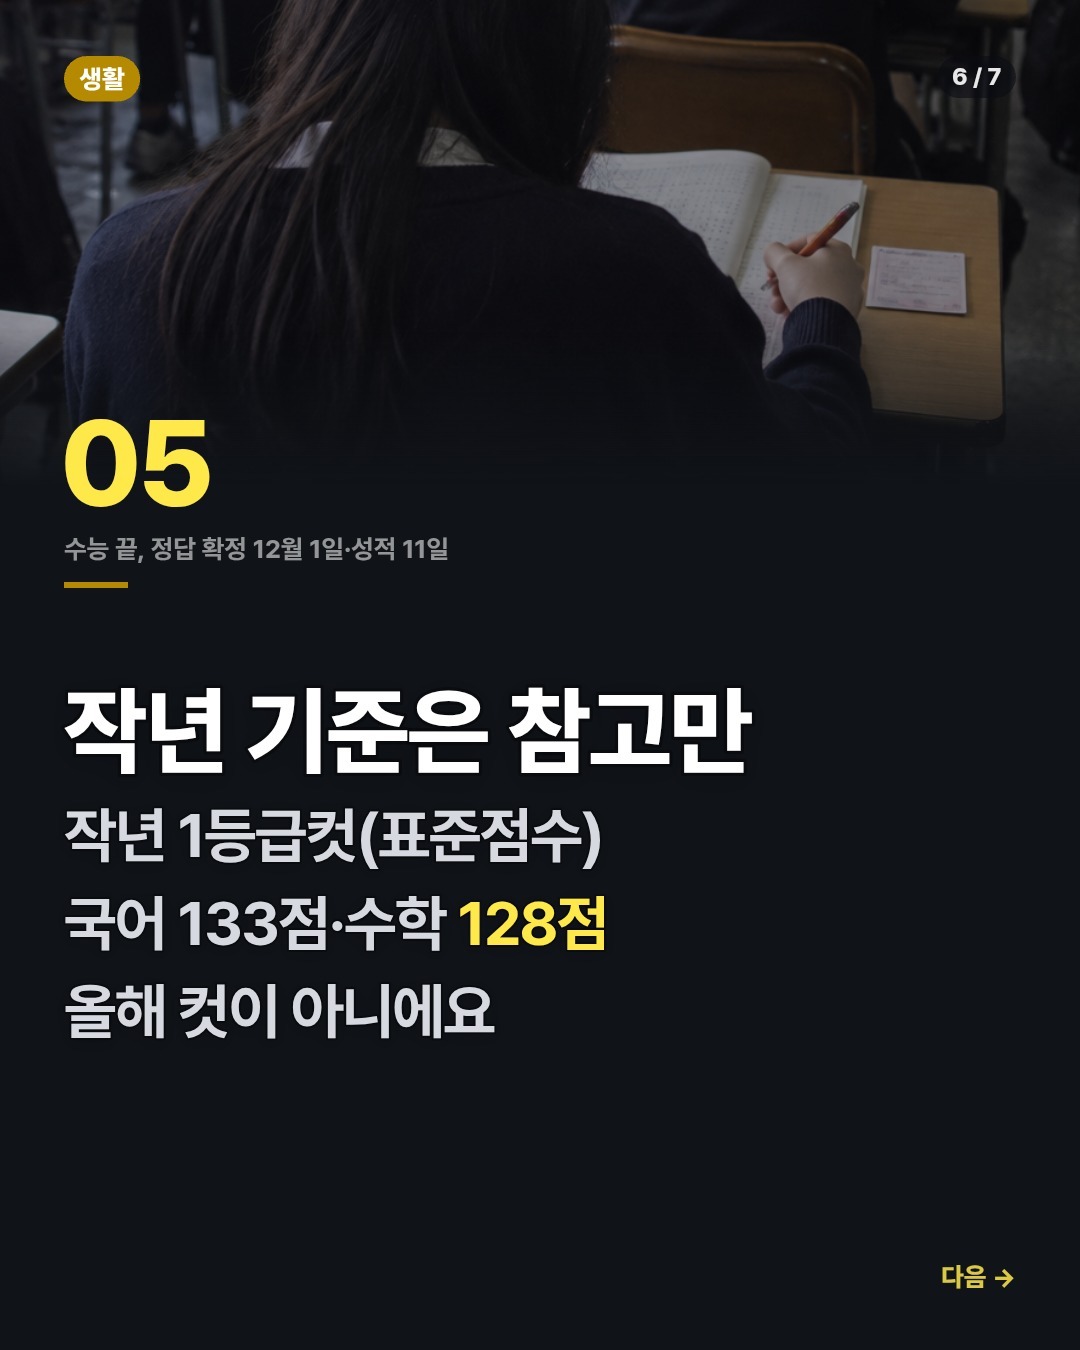 생활
6 / 7
05
수능 끝, 정답 확정 12월 1일·성적 11일
작년 기준은 참고만
작년 1등급컷(표준점수)
국어 133점·수학 128점
올해 컷이 아니에요
다음 →